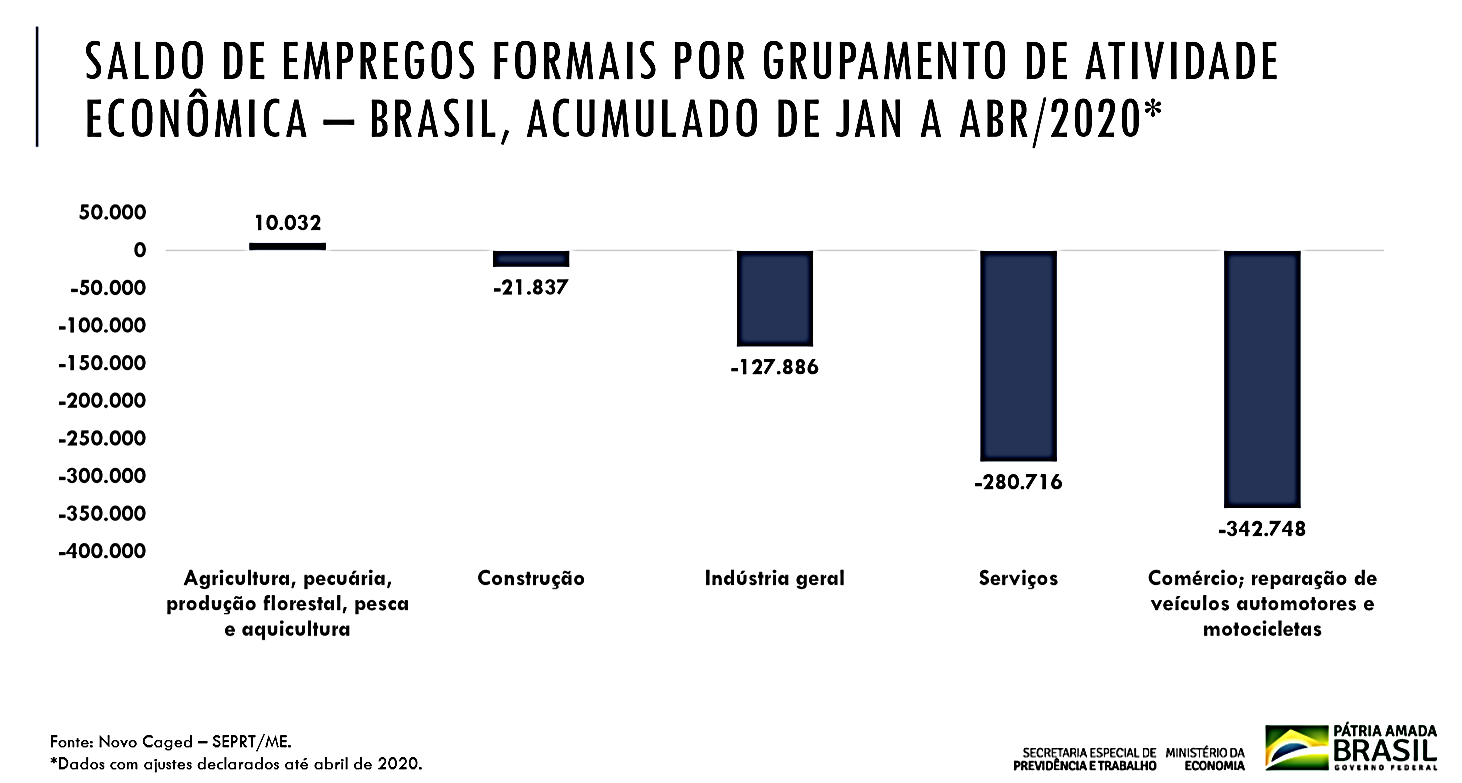 SALDO DE EMPREGOS FORMAIS POR GRUPAMENTO DE ATIVIDADE
ECONÔMICA – BRASIL, ACUMULADO DE JAN A ABR/2020*
50.000
0
-50.000
-100.000
-150.000
-200.000
-250.000
-300.000
-350.000
-400.000
10.032
-21.837
-127.886
-280.716
-342.748
Agricultura, pecuária,
produção florestal, pesca
e aquicultura
Construção
Indústria geral
Serviços
Comércio; reparação de
veículos automotores e
motocicletas
Fonte: Novo Caged – SEPRT/ME.
*Dados com ajustes declarados até abril de 2020.
SECRETARIA ESPECIAL DE
PREVIDÊNCIA E TRABALHO
MINISTÉRIO DA
ECONOMIA
PÁTRIA AMADA
BRASIL
GOVERNO FEDERAL